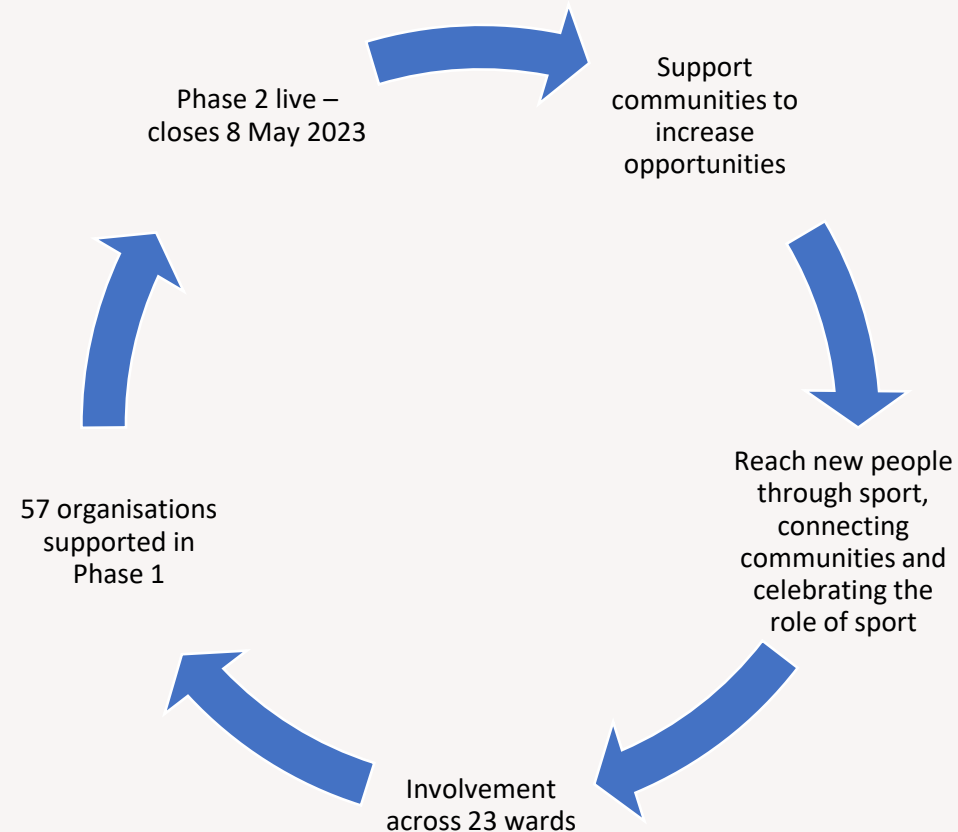 Phase 2 live –
closes 8 May 2023
Support
communities to
increase
opportunities
Reach new people
through sport,
connecting
communities and
celebrating the
role of sport
Involvement
across 23 wards
57 organisations
supported in
Phase 1